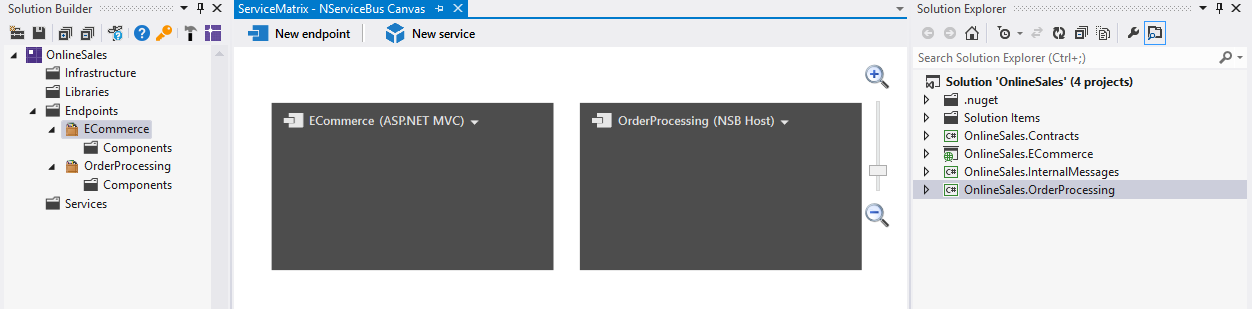 Solution Builder
OnlineSales
Infrastructure
Libraries
Endpoints
ECommerce
Components
OrderProcessing
Components
Services
ServiceMatrix - NServiceBus Canvas
New endpoint
New service
ECommerce (ASP.NET MVC)
OrderProcessing (NSB Host)
Solution Explorer
Search Solution Explorer (Ctrl+;)
Solution 'OnlineSales' (4 projects)
.nuget
Solution Items
C# OnlineSales.Contracts
OnlineSales.ECommerce
C# OnlineSales.InternalMessages
C# OnlineSales.OrderProcessing